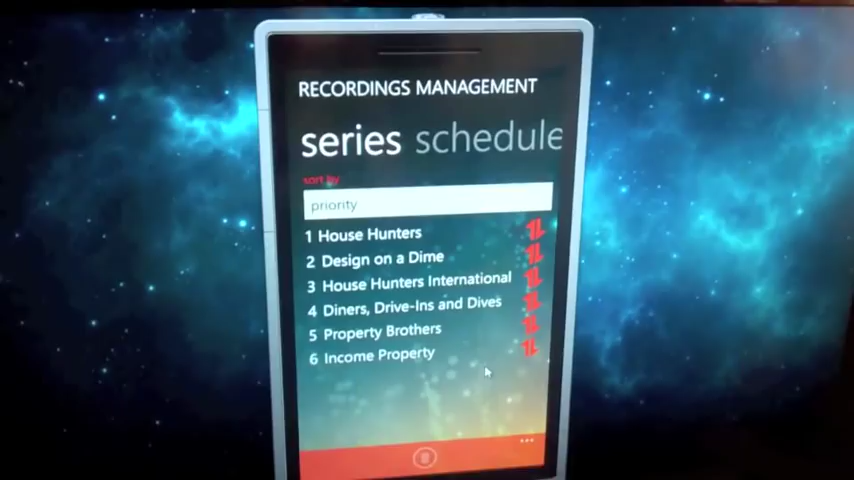 RECORDINGS MANAGEMENT
series schedule
sort by
priority
1 House Hunters
2 Design on a Dime
3 House Hunters International
4 Diners, Drive-Ins and Dives
5 Property Brothers
6 Income Property